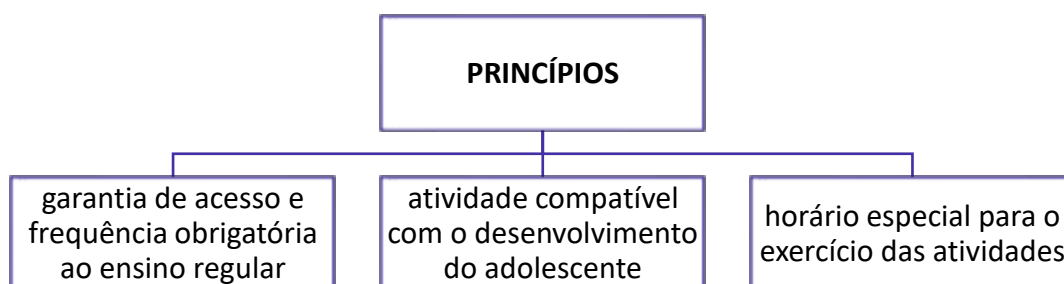 PRINCÍPIOS
garantia de acesso e
frequência obrigatória
ao ensino regular
atividade compatível
com o desenvolvimento
do adolescente
horário especial para o
exercício das atividades